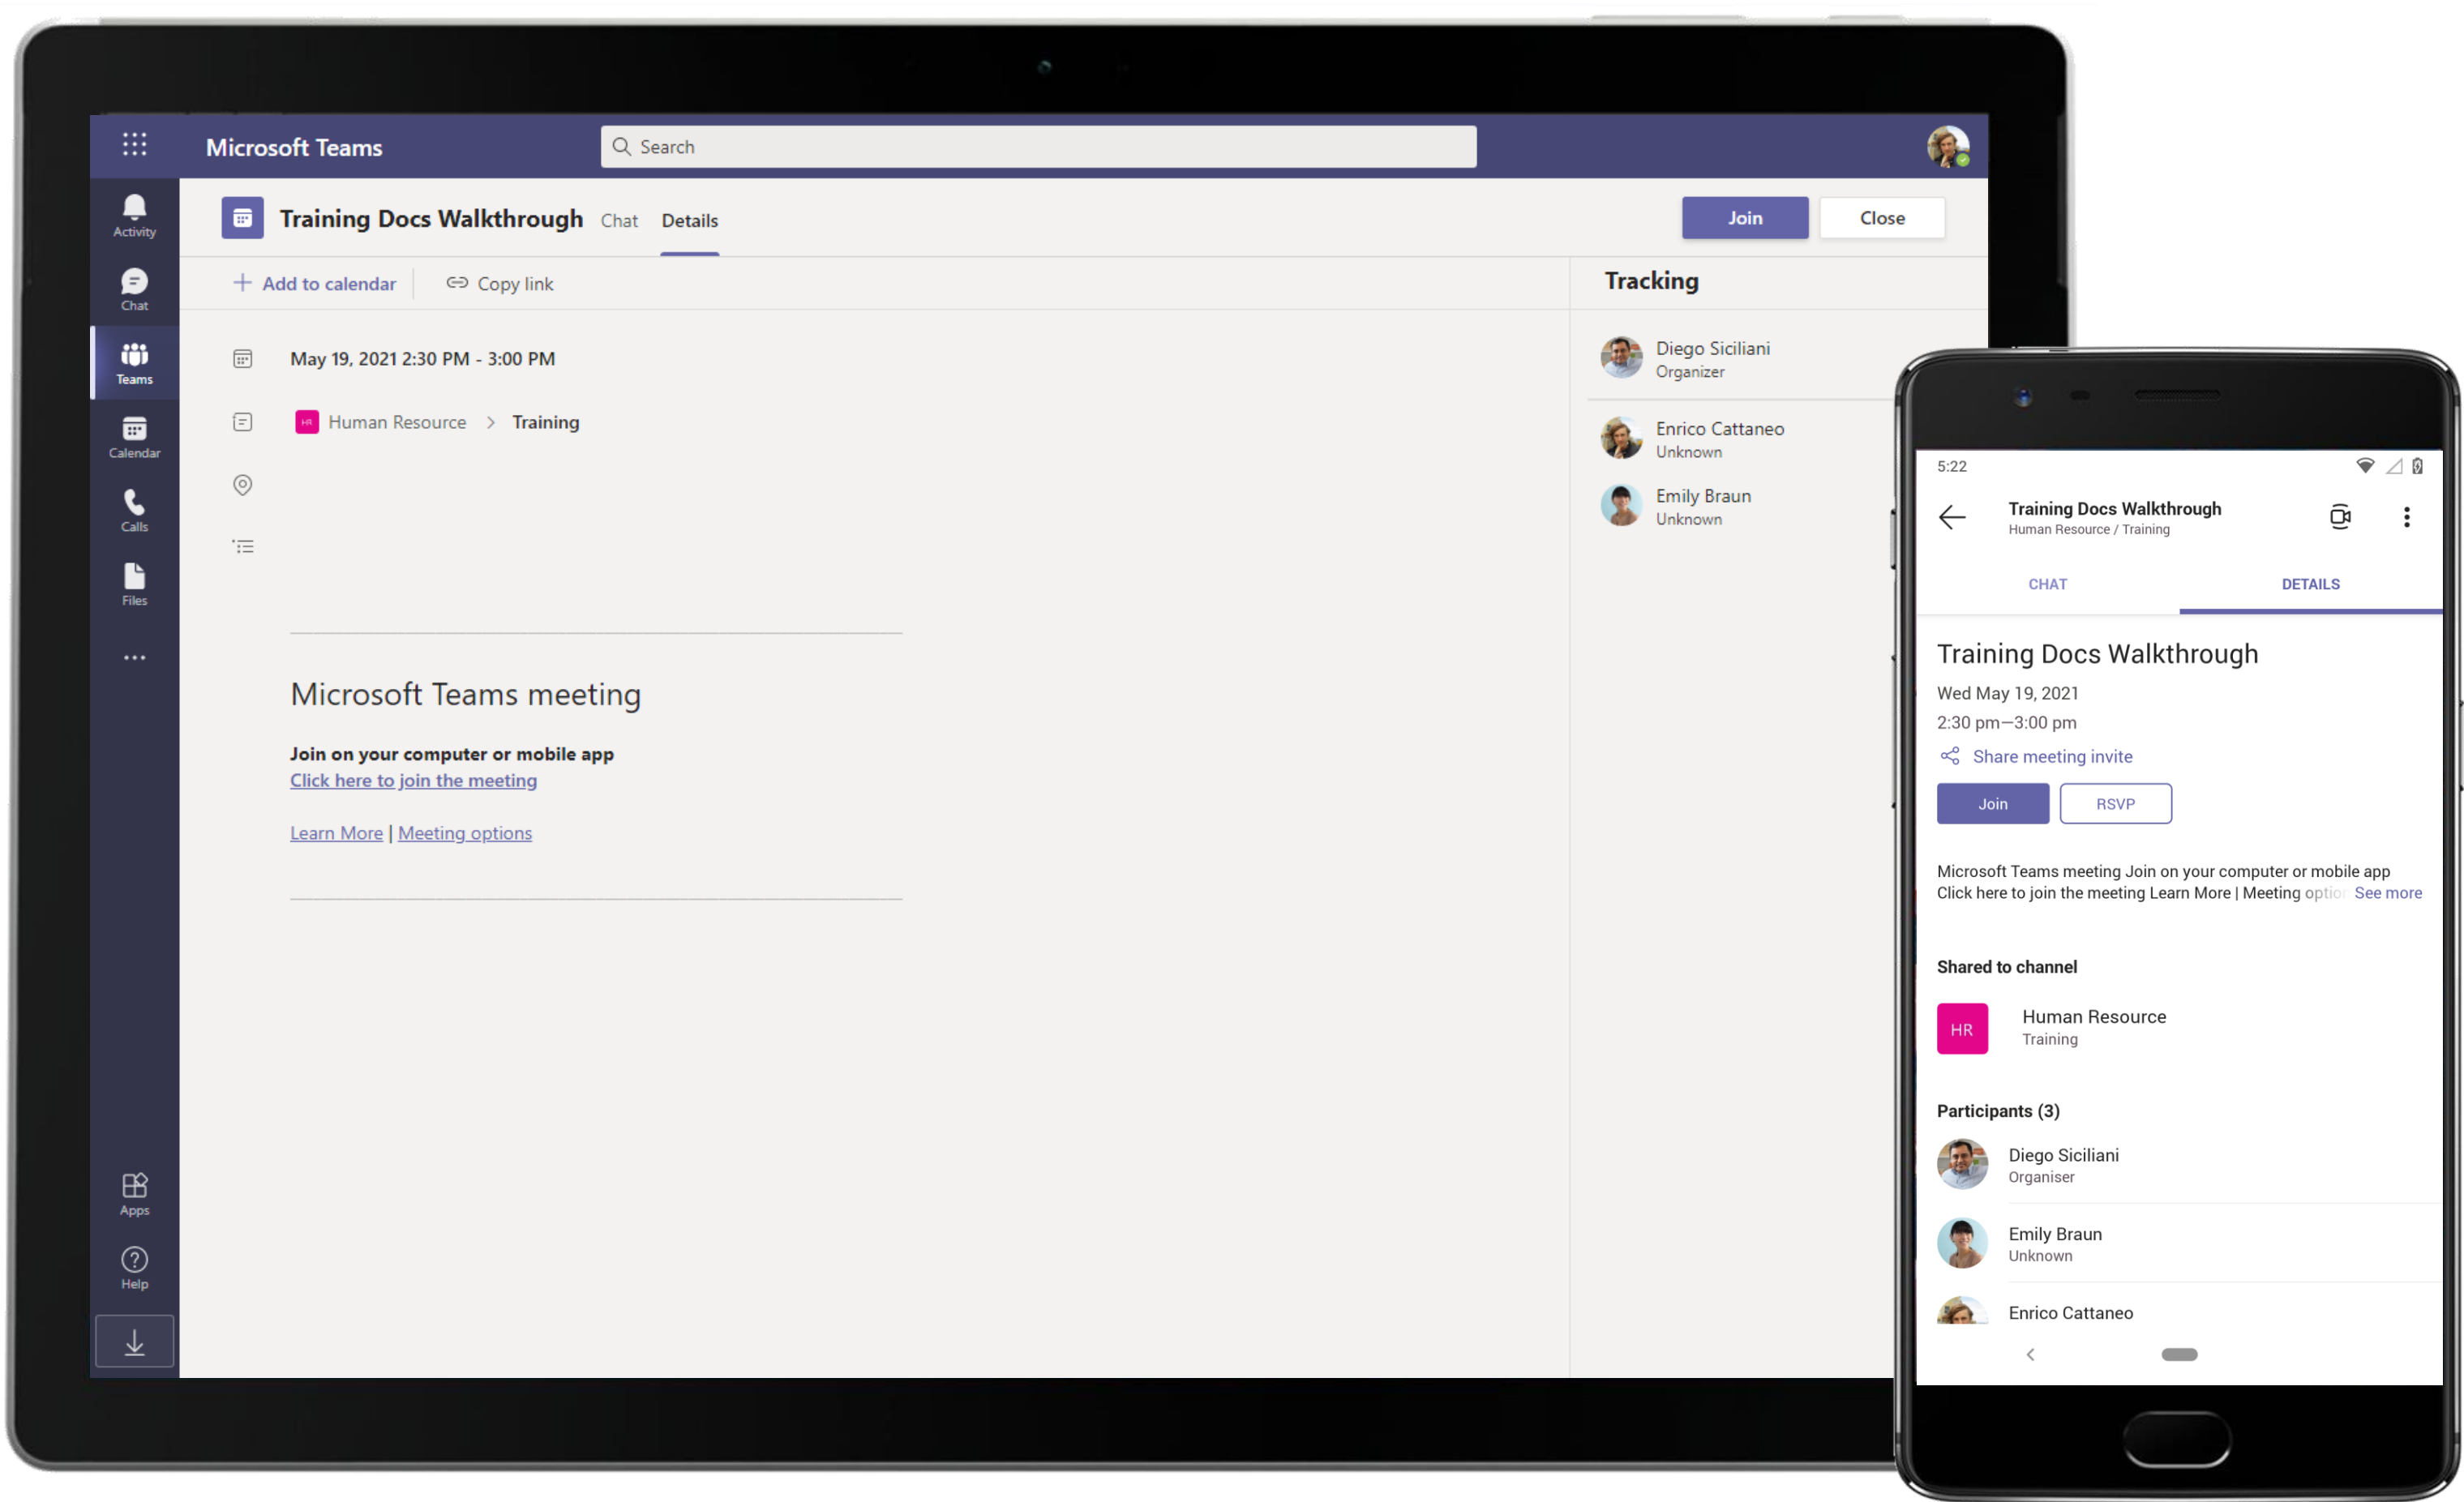 Microsoft Teams
Search
Activity
Chat
Teams
Calendar
Calls
Files
Apps
Help
Training Docs Walkthrough Chat Details
Join Close
Add to calendar Copy link
May 19, 2021 2:30 PM - 3:00 PM
HR Human Resource > Training
Microsoft Teams meeting
Join on your computer or mobile app
Click here to join the meeting
Learn More | Meeting options
Tracking
Diego Siciliani
Organizer
Enrico Cattaneo
Unknown
Emily Braun
Unknown
5:22
Training Docs Walkthrough
Human Resource / Training
CHAT DETAILS
Training Docs Walkthrough
Wed May 19, 2021
2:30 pm—3:00 pm
Share meeting invite
Join RSVP
Microsoft Teams meeting Join on your computer or mobile app
Click here to join the meeting Learn More | Meeting option See more
Shared to channel
HR Human Resource
Training
Participants (3)
Diego Siciliani
Organiser
Emily Braun
Unknown
Enrico Cattaneo